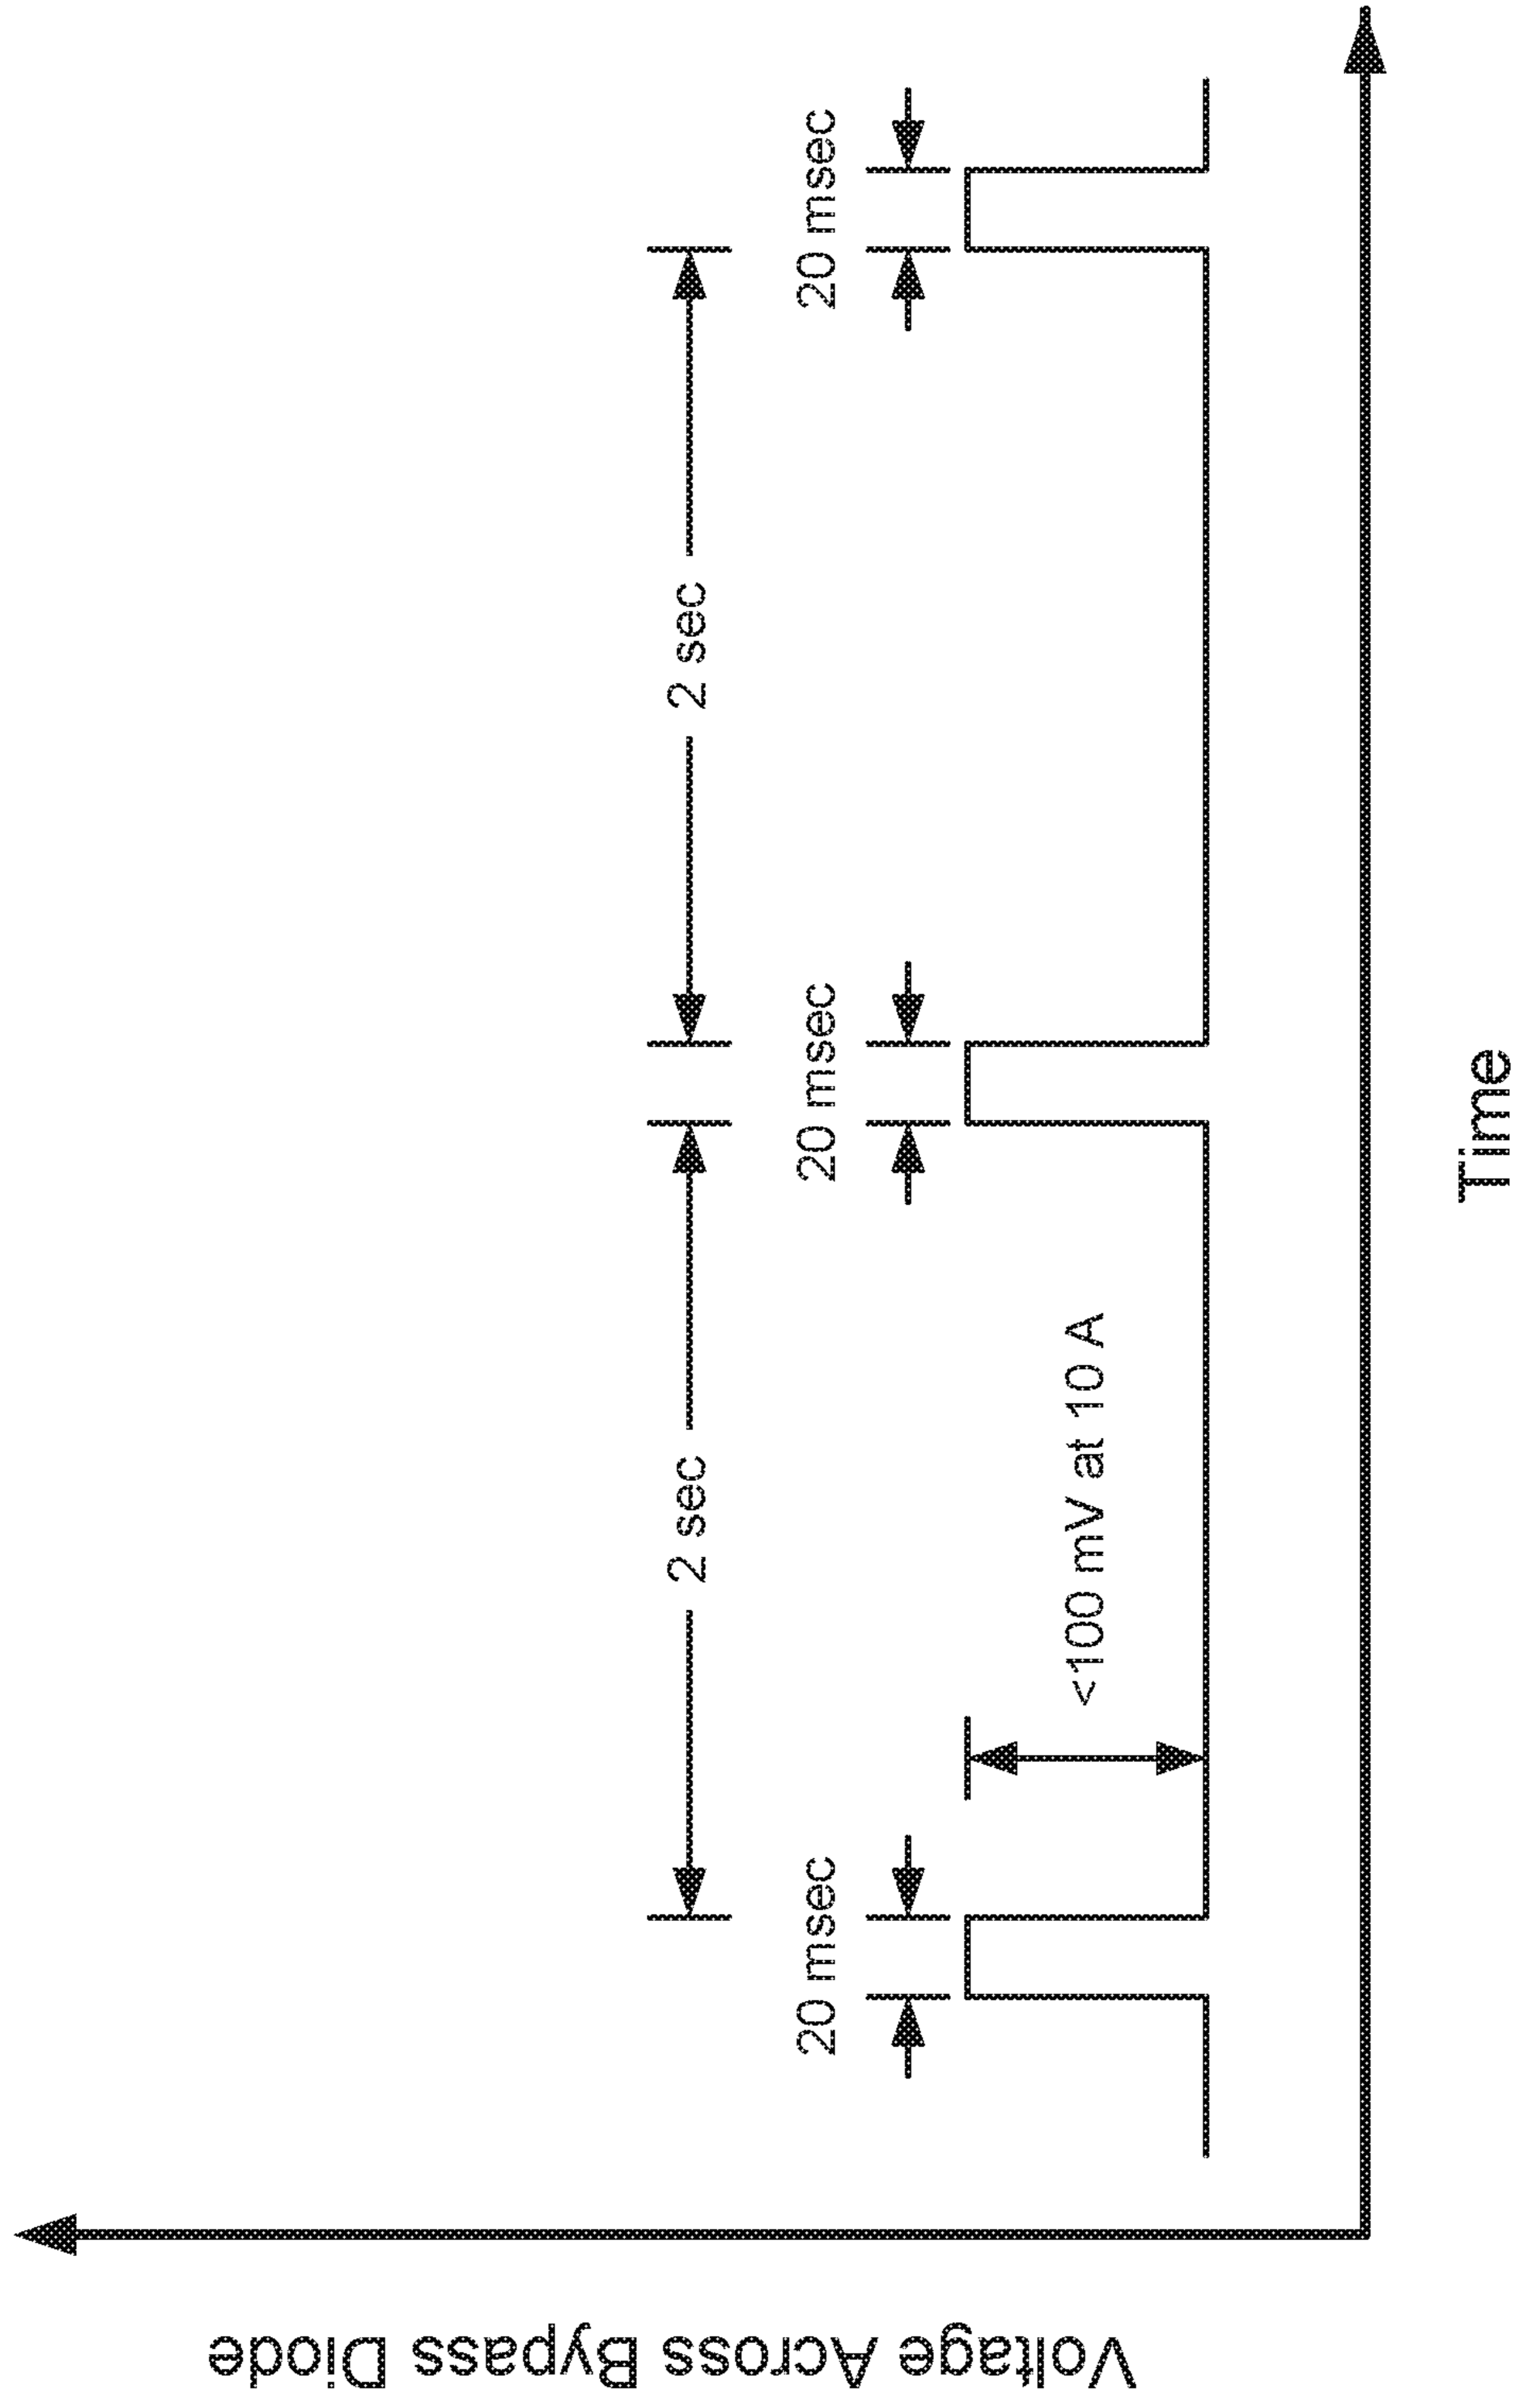 Voltage Across Bypass Diode
2 sec
2 sec
20 msec
20 msec
20 msec
<100 mV at 10 A
Time